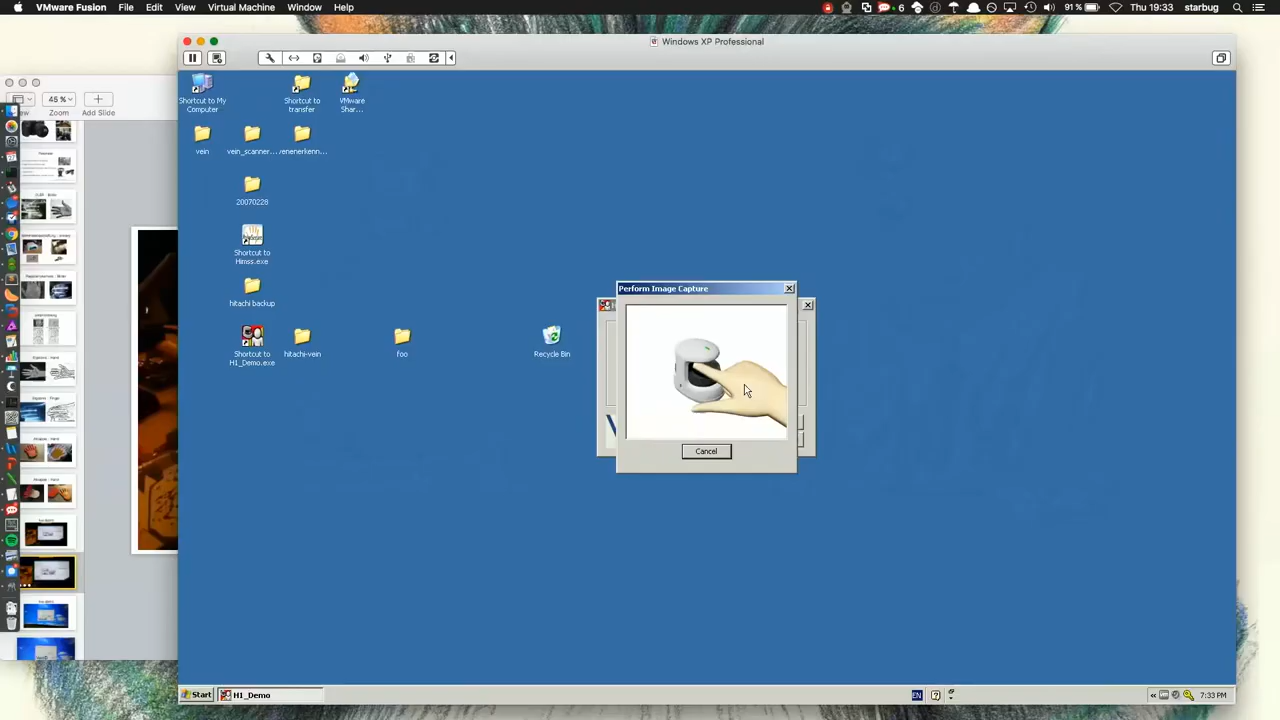 VMware Fusion File Edit View Virtual Machine Window Help
6 91% Thu 19:33 starbug
Windows XP Professional
45 %
Zoom Add Slide
Shortcut to My Computer
Shortcut to transfer
VMware Shar...
vein
vein_scanner...
venenerkenn...
20070228
Shortcut to Himss.exe
hitachi backup
Shortcut to H1_Demo.exe
hitachi-vein
foo
Recycle Bin
Perform Image Capture
Cancel
Start H1_Demo EN 7:33 PM